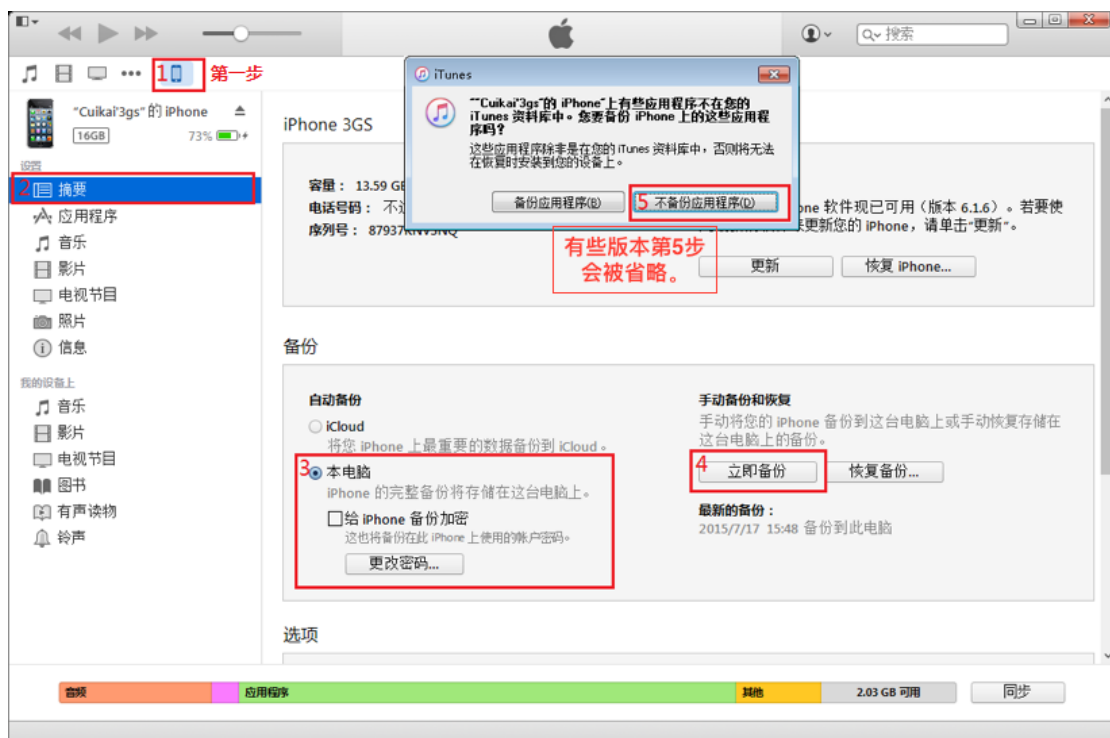 搜索
1
第一步
"Cuikai'3gs"的 iPhone
16GB
73%
设置
2 摘要
应用程序
音乐
影片
电视节目
照片
信息
我的设备上
音乐
影片
电视节目
图书
有声读物
铃声
iPhone 3GS
容量： 13.59 GB
电话号码： 不适
序列号： 87937
iTunes
"“Cuikai'3gs”的 iPhone"上有些应用程序不在您的
iTunes 资料库中。您要备份 iPhone 上的这些应用程
序吗?
这些应用程序除非是在您的 iTunes 资料库中，否则将无法
在恢复时安装到您的设备上。
备份应用程序(B)
5 不备份应用程序(D)
有些版本第5步
会被省略。
one 软件现已可用（版本 6.1.6）。若要使
来更新您的 iPhone，请单击“更新”。
更新
恢复 iPhone...
备份
自动备份
iCloud
将您 iPhone 上最重要的数据备份到 iCloud。
3 本电脑
iPhone 的完整备份将存储在这台电脑上。
给 iPhone 备份加密
这也将备份在此 iPhone 上使用的帐户密码。
更改密码...
手动备份和恢复
手动将您的 iPhone 备份到这台电脑上或手动恢复存储在
这台电脑上的备份。
4 立即备份
恢复备份...
最新的备份：
2015/7/17 15:48 备份到此电脑
选项
音频
应用程序
其他
2.03 GB 可用
同步